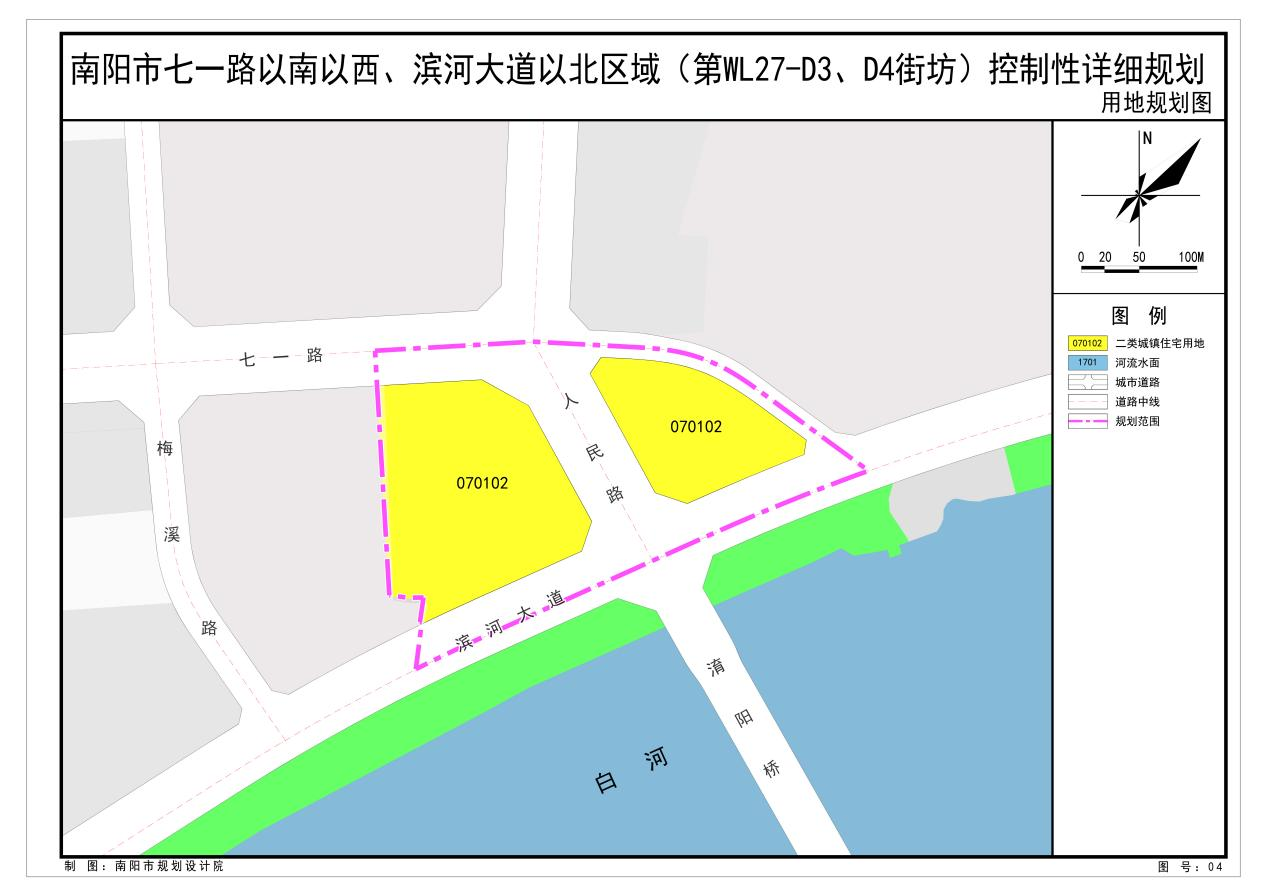 南阳市七一路以南以西、滨河大道以北区域（第WL27-D3、D4街坊）控制性详细规划
用地规划图
N
0 20 50 100M
图 例
070102 二类城镇住宅用地
1701 河流水面
城市道路
道路中线
规划范围
七一路
人民路
070102
070102
梅溪路
滨河大道
淯阳桥
白河
制 图：南阳市规划设计院
图 号：04